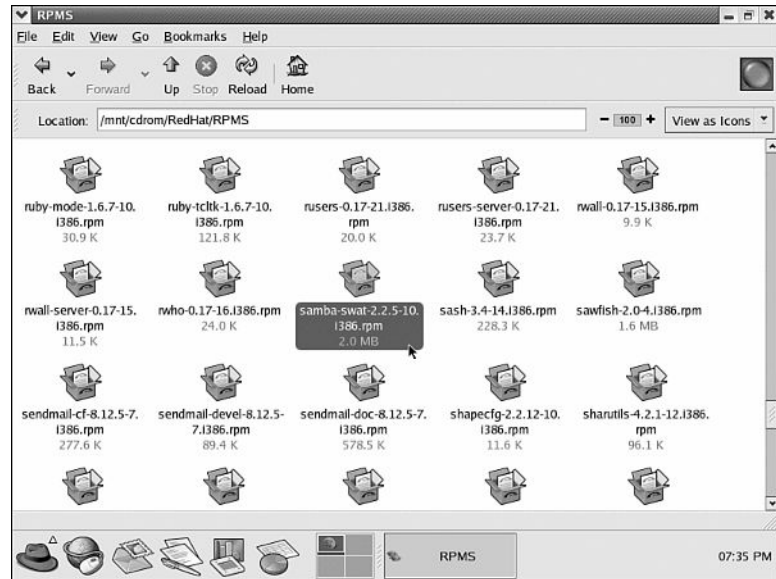 RPMS
File Edit View Go Bookmarks Help
Back Forward Up Stop Reload Home
Location: /mnt/cdrom/RedHat/RPMS 100 View as Icons
ruby-mode-1.6.7-10.
i386.rpm
30.9 K
ruby-tcltk-1.6.7-10.
i386.rpm
121.8 K
rusers-0.17-21.i386.
rpm
20.0 K
rusers-server-0.17-21.
i386.rpm
23.7 K
rwall-0.17-15.i386.rpm
9.9 K
rwall-server-0.17-15.
i386.rpm
11.5 K
rwho-0.17-16.i386.rpm
24.0 K
samba-swat-2.2.5-10.
i386.rpm
2.0 MB
sash-3.4-14.i386.rpm
228.3 K
sawfish-2.0-4.i386.rpm
1.6 MB
sendmail-cf-8.12.5-7.
i386.rpm
277.6 K
sendmail-devel-8.12.5-
7.i386.rpm
89.4 K
sendmail-doc-8.12.5-7.
i386.rpm
578.5 K
shapecfg-2.2.12-10.
i386.rpm
11.6 K
sharutils-4.2.1-12.i386.
rpm
96.1 K
RPMS
07:35 PM